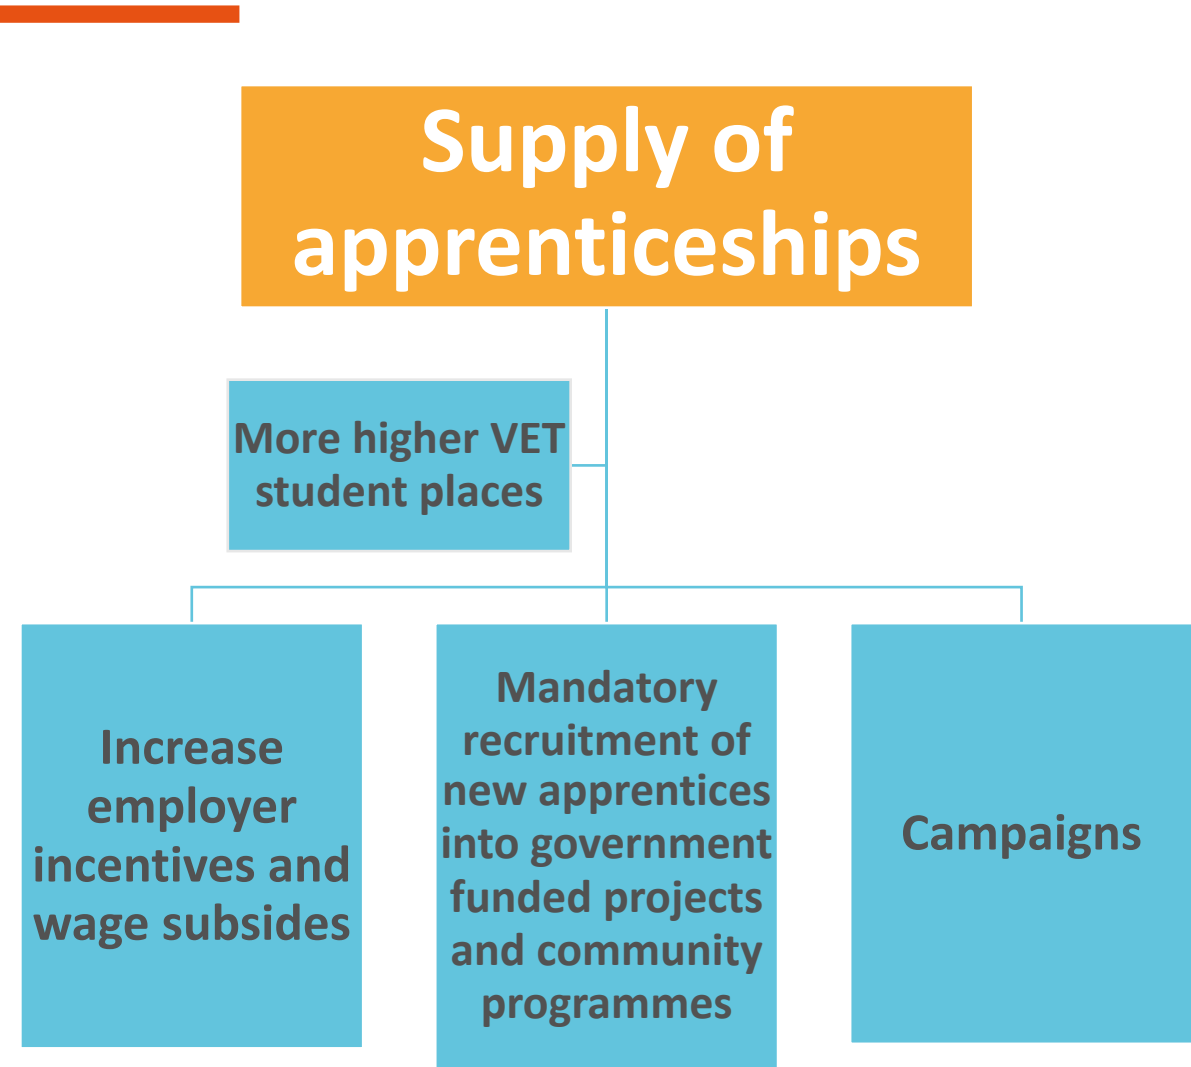 Supply of
apprenticeships
More higher VET
student places
Increase
employer
incentives and
wage subsides
Mandatory
recruitment of
new apprentices
into government
funded projects
and community
programmes
Campaigns